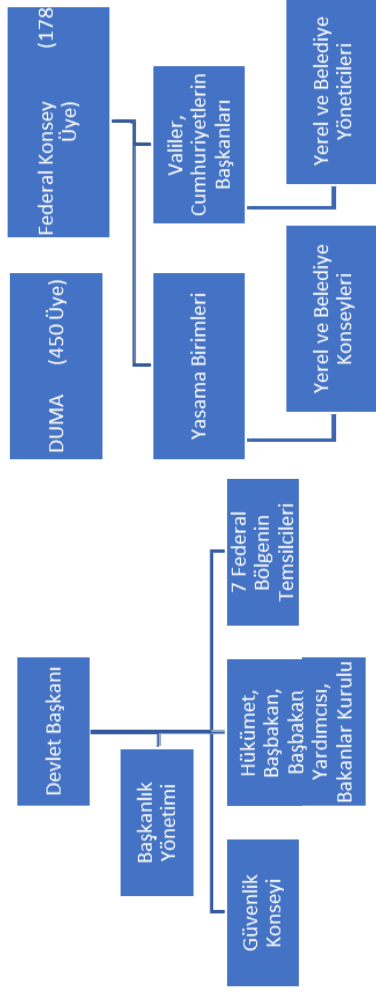 Devlet Başkanı
Başkanlık
Yönetimi
Güvenlik
Konseyi
Hükümet,
Başbakan,
Başbakan
Yardımcısı,
Bakanlar Kurulu
7 Federal
Bölgenin
Temsilcileri
DUMA (450 Üye)
Federal Konsey (178
Üye)
Yasama Birimleri
Valiler,
Cumhuriyetlerin
Başkanları
Yerel ve Belediye
Konseyleri
Yerel ve Belediye
Yöneticileri